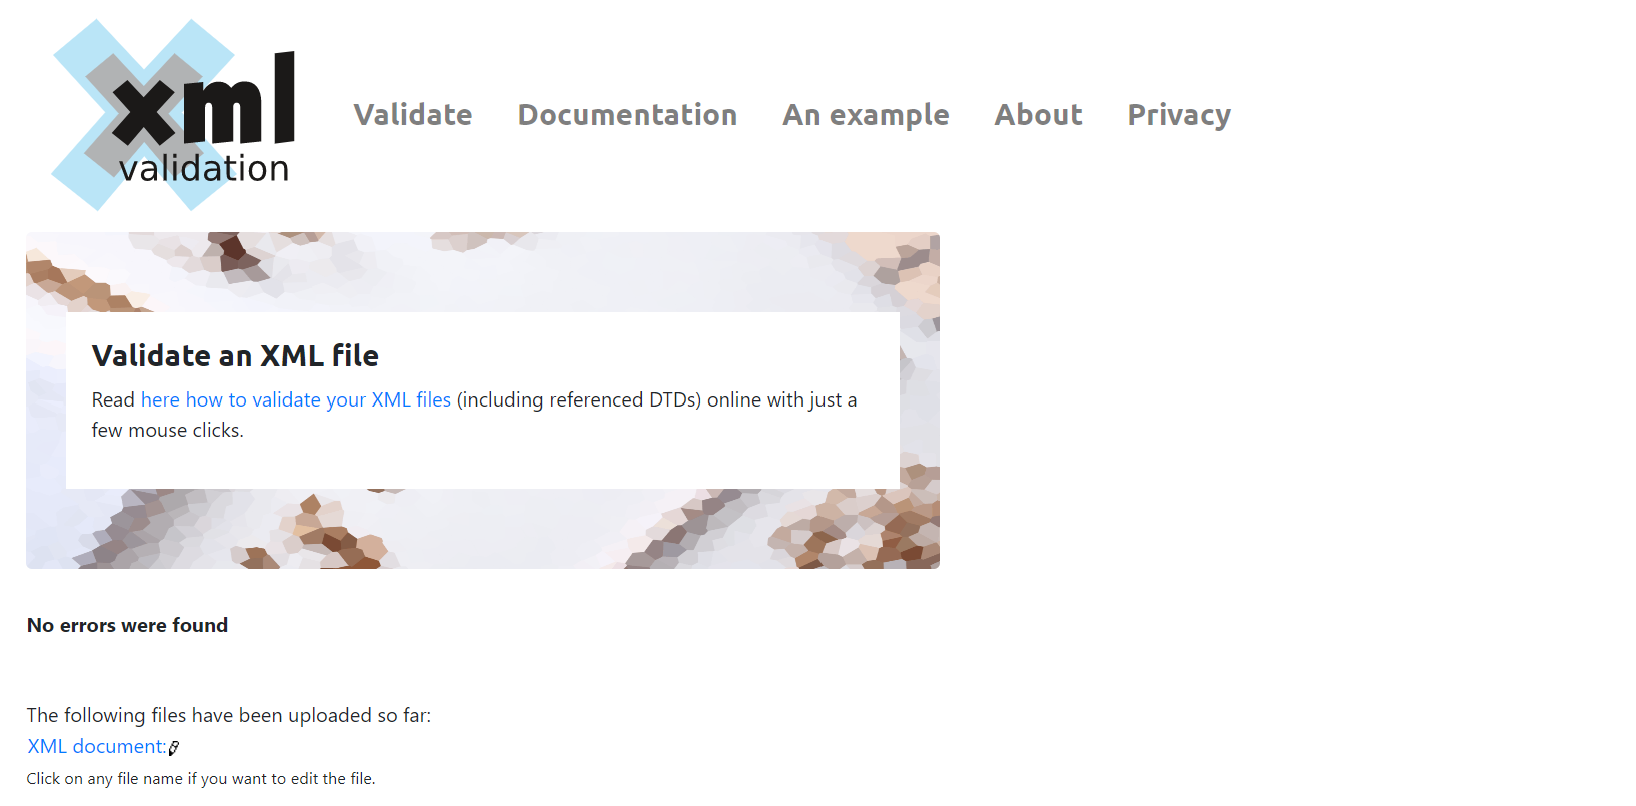 xml
validation
Validate Documentation An example About Privacy
Validate an XML file
Read here how to validate your XML files (including referenced DTDs) online with just a
few mouse clicks.
No errors were found
The following files have been uploaded so far:
XML document:
Click on any file name if you want to edit the file.